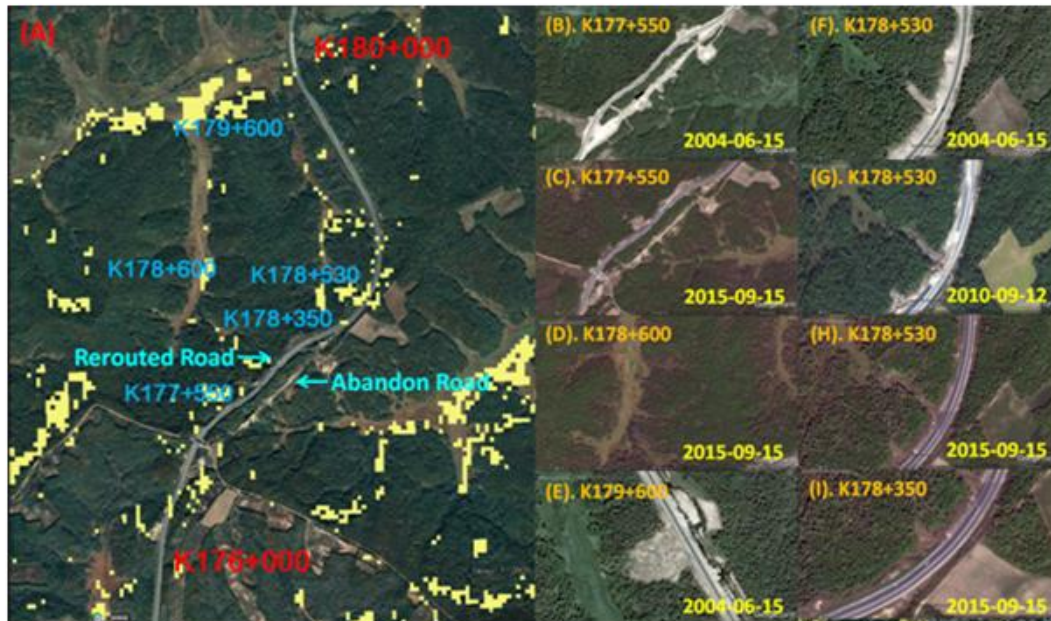 (A)
K180+000
K179+600
K178+600
K178+530
K178+350
Rerouted Road
Abandon Road
K177+550
K176+000
(B). K177+550
2004-06-15
(C). K177+550
2015-09-15
(D). K178+600
2015-09-15
(E). K179+600
2004-06-15
(F). K178+530
2004-06-15
(G). K178+530
2010-09-12
(H). K178+530
2015-09-15
(I). K178+350
2015-09-15